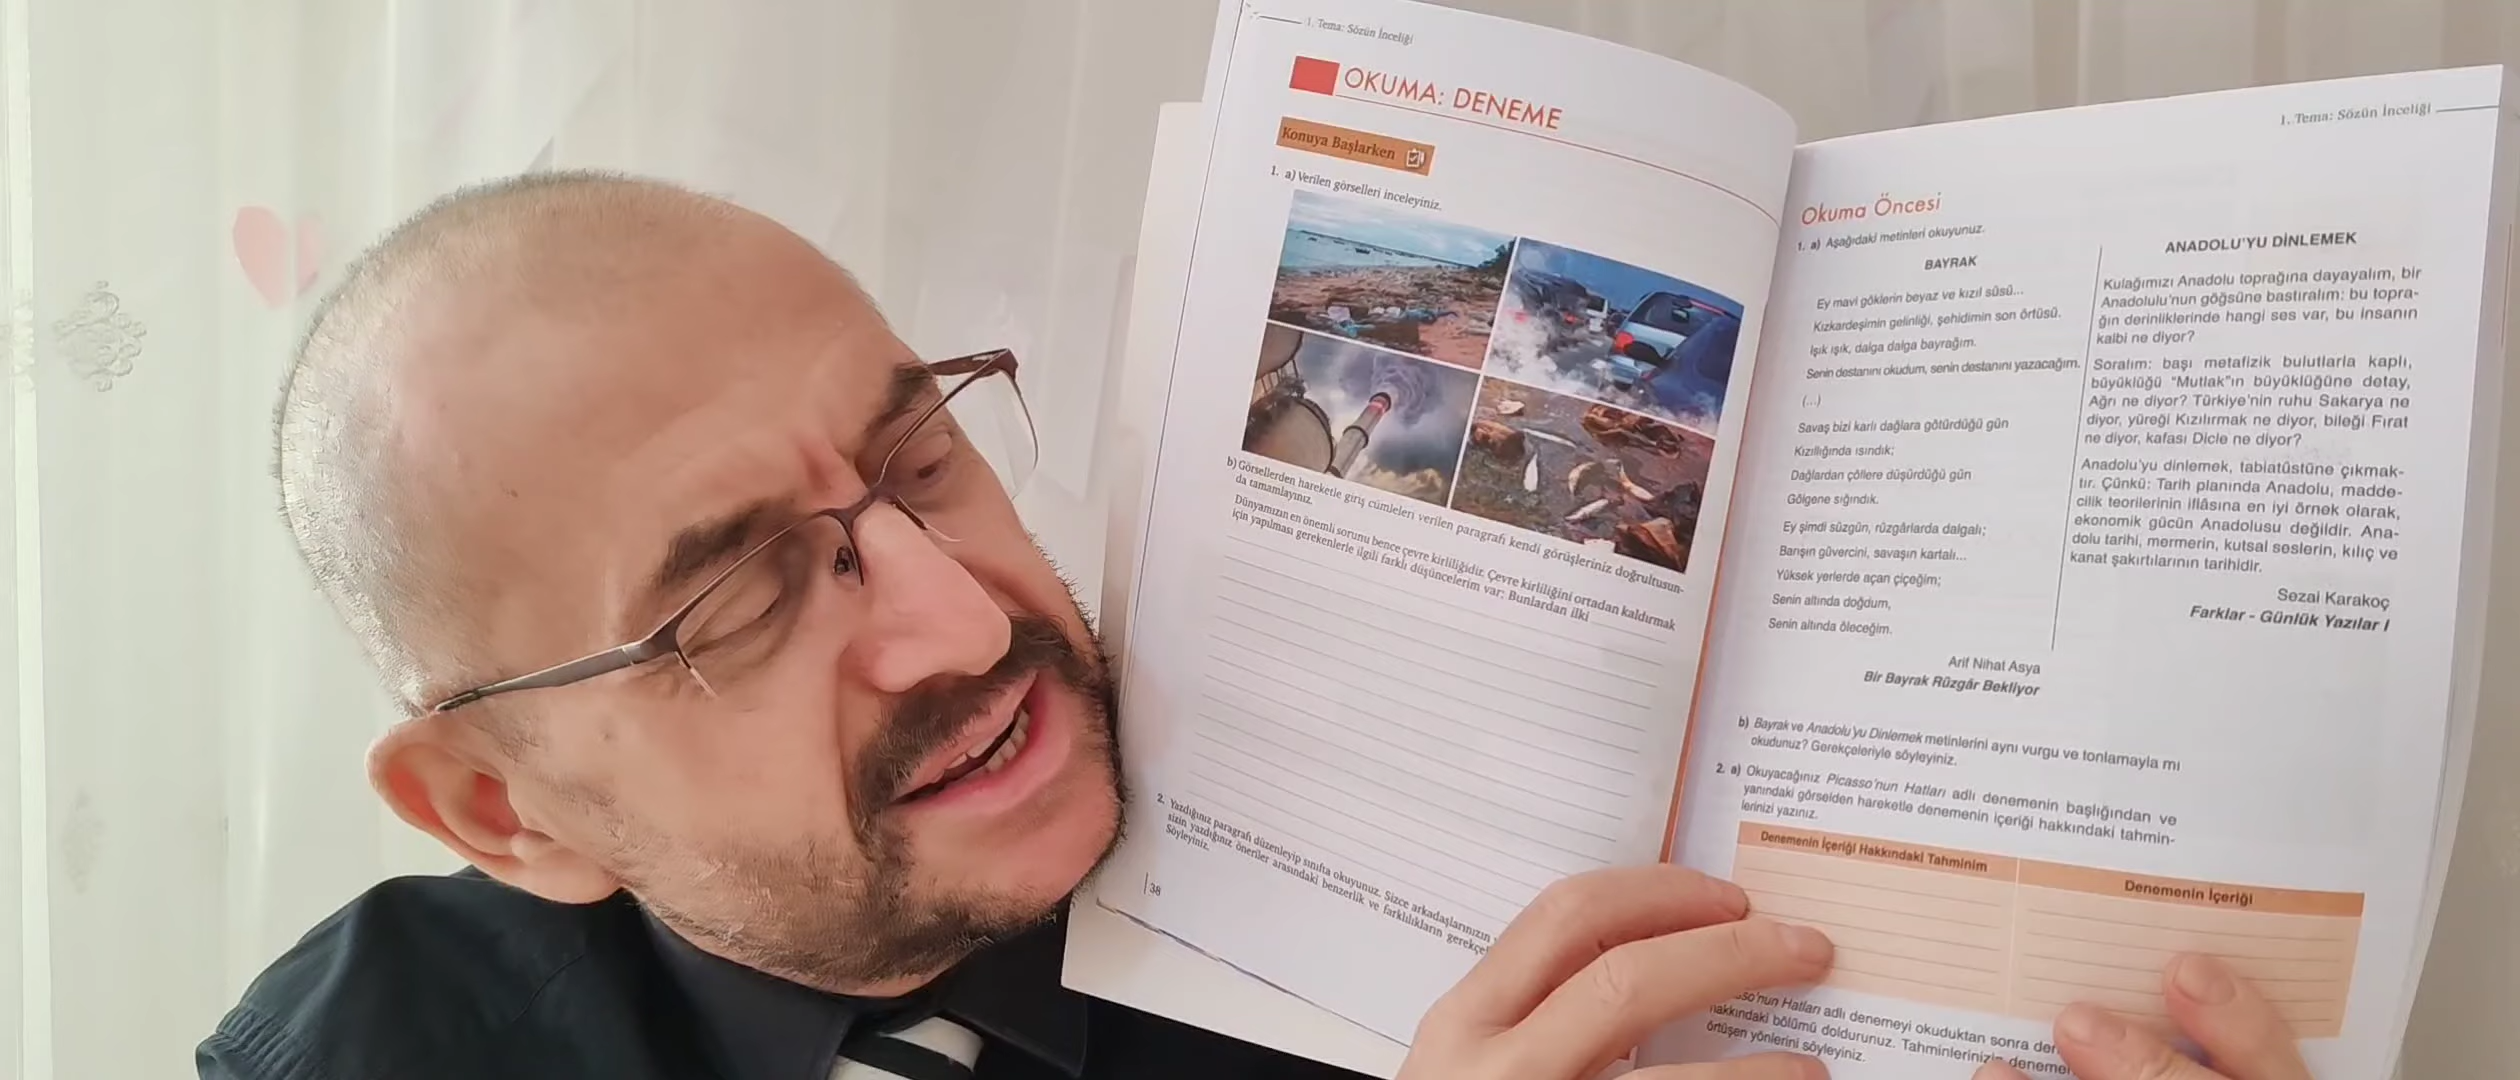 1. Tema: Sözün İnceliği
OKUMA: DENEME
Konuya Başlarken
1. a) Verilen görselleri inceleyiniz.
b) Görsellerden hareketle giriş cümleleri verilen paragrafı kendi görüşleriniz doğrultusun-
da tamamlayınız.
Dünyamızın en önemli sorunu bence çevre kirliliğidir. Çevre kirliliğini ortadan kaldırmak
için yapılması gerekenlerle ilgili farklı düşüncelerim var: Bunlardan ilki
2. Yazdığınız paragrafı düzenleyip sınıfta okuyunuz. Sizce arkadaşlarınızın
sizin yazdığınız öneriler arasındaki benzerlik ve farklılıkların
Söyleyiniz.
38
1. Tema: Sözün İnceliği
Okuma Öncesi
1. a) Aşağıdaki metinleri okuyunuz.
BAYRAK
Ey mavi göklerin beyaz ve kızıl süsü...
Kızkardeşimin gelinliği, şehidimin son örtüsü.
Işık ışık, dalga dalga bayrağım.
Senin destanını okudum, senin destanını yazacağım.
(...)
Savaş bizi karlı dağlara götürdüğü gün
Kızıllığında ısındık;
Dağlardan çöllere düşürdüğü gün
Gölgene sığındık.
Ey şimdi süzgün, rüzgârlarda dalgalı;
Barışın güvercini, savaşın kartalı...
Yüksek yerlerde açan çiçeğim;
Senin altında doğdum,
Senin altında öleceğim.
Arif Nihat Asya
Bir Bayrak Rüzgâr Bekliyor
ANADOLU'YU DİNLEMEK
Kulağımızı Anadolu toprağına dayayalım, bir
Anadolulu'nun göğsüne bastıralım: bu topra-
ğın derinliklerinde hangi ses var, bu insanın
kalbi ne diyor?
Soralım: başı metafizik bulutlarla kaplı,
büyüklüğü "Mutlak"ın büyüklüğüne detay,
Ağrı ne diyor? Türkiye'nin ruhu Sakarya ne
diyor, yüreği Kızılırmak ne diyor, bileği Fırat
ne diyor, kafası Dicle ne diyor?
Anadolu'yu dinlemek, tabiatüstüne çıkmak-
tır. Çünkü: Tarih planında Anadolu, madde-
cilik teorilerinin iflâsına en iyi örnek olarak,
ekonomik gücün Anadolusu değildir. Ana-
dolu tarihi, mermerin, kutsal seslerin, kılıç ve
kanat şakırtılarının tarihidir.
Sezai Karakoç
Farklar - Günlük Yazılar I
b) Bayrak ve Anadolu'yu Dinlemek metinlerini aynı vurgu ve tonlamayla mı
okudunuz? Gerekçeleriyle söyleyiniz.
2. a) Okuyacağınız Picasso'nun Hatları adlı denemenin başlığından ve
yanındaki görselden hareketle denemenin içeriği hakkındaki tahmin-
lerinizi yazınız.
Denemenin İçeriği Hakkındaki Tahminim
Denemenin İçeriği
Hatları adlı denemeyi okuduktan sonra
hakkındaki bölümü doldurunuz.
örtüşen yönlerini söyleyiniz.